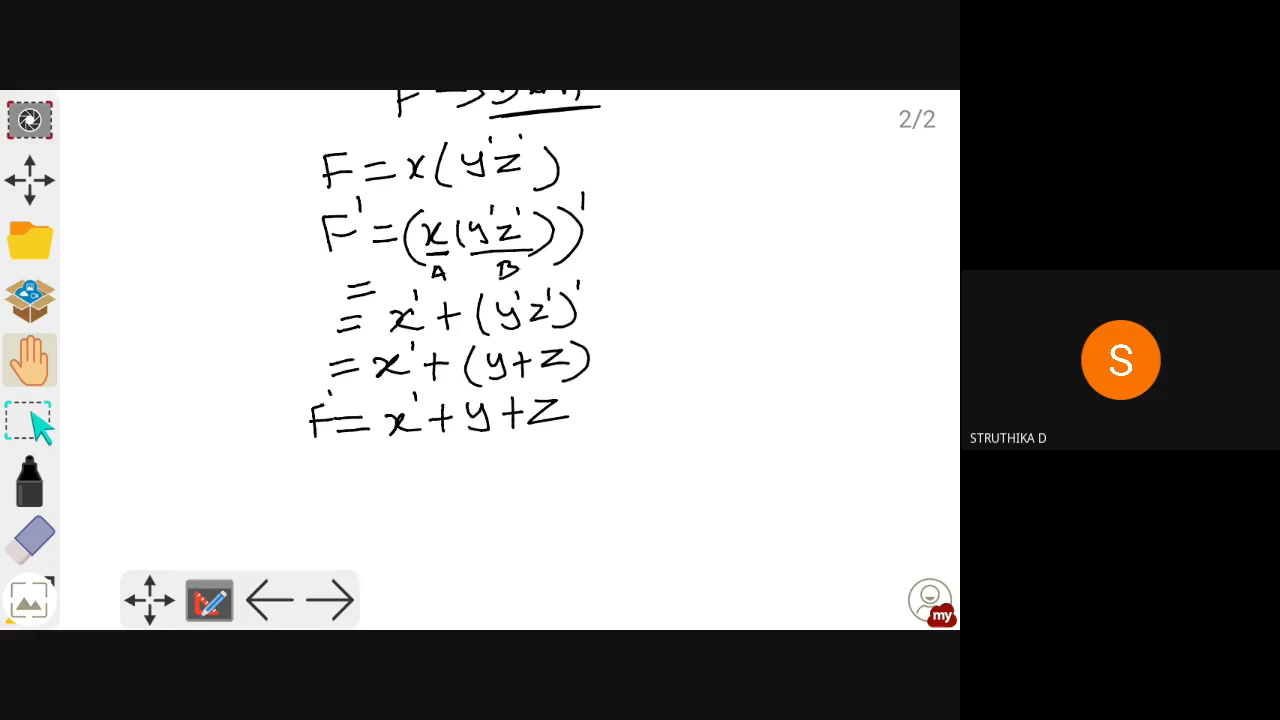 2/2
F = x(y'z')
F' = (x(y'z'))'
A B
=
= x' + (y'z')'
= x' + (y+z)
F' = x' + y + z
S
STRUTHIKA D
my